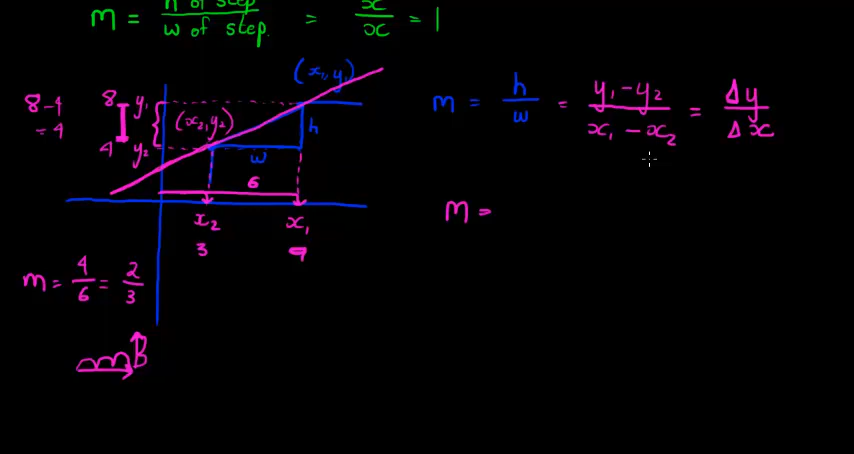 m = h of step / w of step. = x / x = 1
(x1, y1)
8-4 = 4
8 y1
(x2, y2)
h
4 y2
w
6
x2 x1
3
m = h / w = y1 - y2 / x1 - x2 = Δy / Δx
m =
m = 4 / 6 = 2 / 3